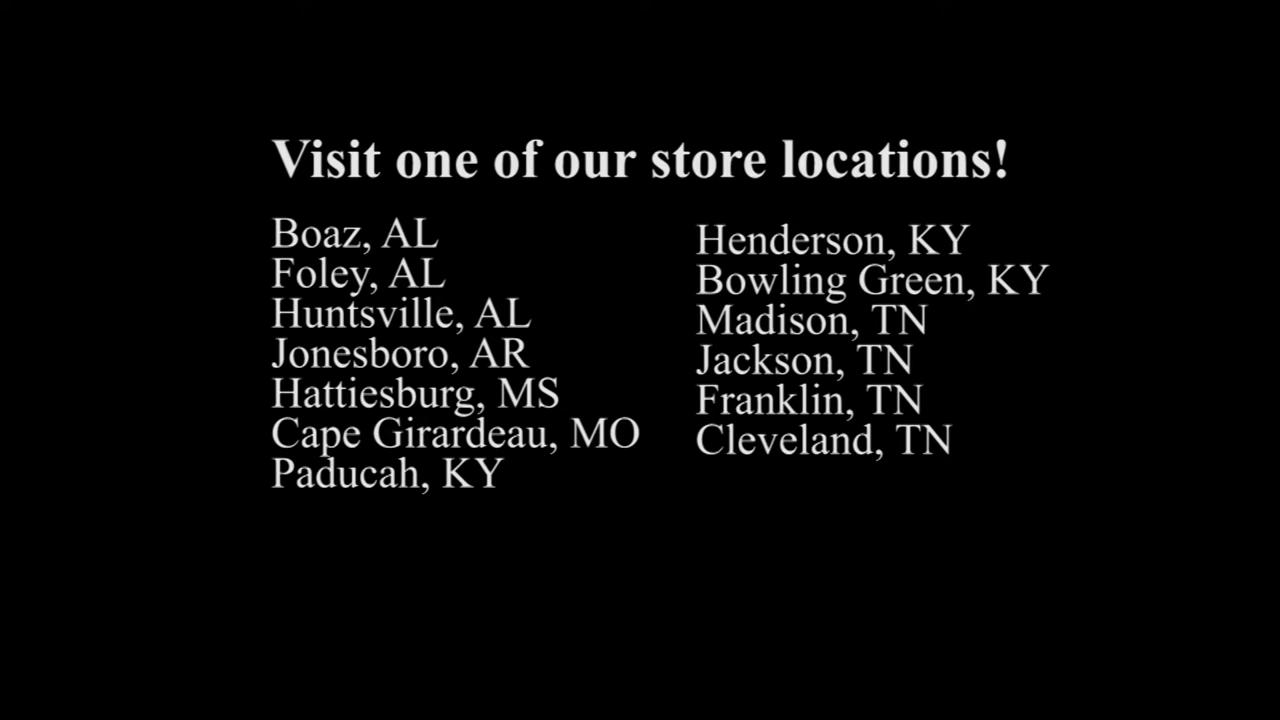 Visit one of our store locations!
Boaz, AL
Foley, AL
Huntsville, AL
Jonesboro, AR
Hattiesburg, MS
Cape Girardeau, MO
Paducah, KY
Henderson, KY
Bowling Green, KY
Madison, TN
Jackson, TN
Franklin, TN
Cleveland, TN